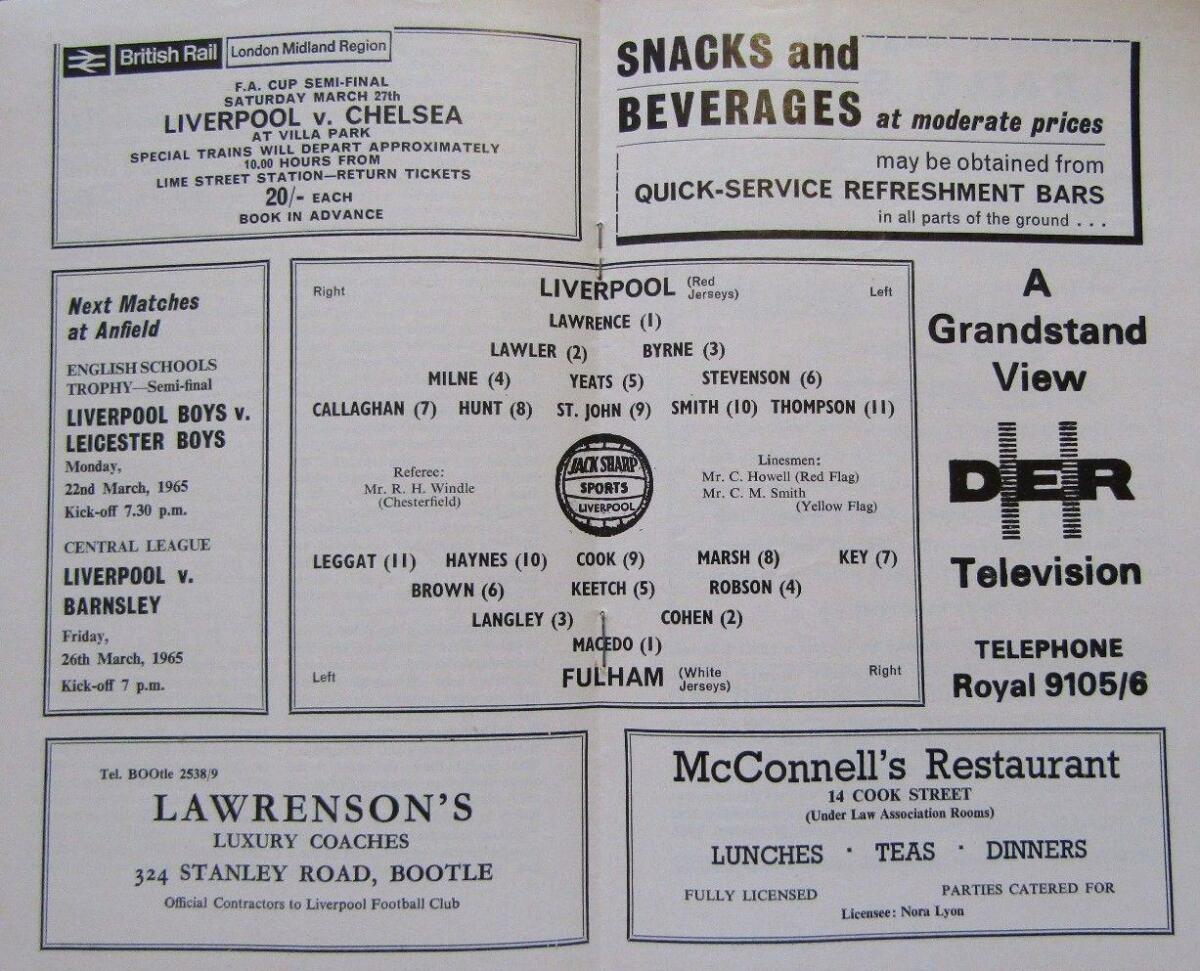 British Rail London Midland Region
F.A. CUP SEMI-FINAL
SATURDAY MARCH 27th
LIVERPOOL v. CHELSEA
AT VILLA PARK
SPECIAL TRAINS WILL DEPART APPROXIMATELY
10.00 HOURS FROM
LIME STREET STATION—RETURN TICKETS
20/- EACH
BOOK IN ADVANCE
SNACKS and
BEVERAGES at moderate prices
may be obtained from
QUICK-SERVICE REFRESHMENT BARS
in all parts of the ground . . .
Next Matches
at Anfield
ENGLISH SCHOOLS
TROPHY—Semi-final
LIVERPOOL BOYS v.
LEICESTER BOYS
Monday,
22nd March, 1965
Kick-off 7.30 p.m.
CENTRAL LEAGUE
LIVERPOOL v.
BARNSLEY
Friday,
26th March, 1965
Kick-off 7 p.m.
Right LIVERPOOL (Red Jerseys) Left
LAWRENCE (1)
LAWLER (2) BYRNE (3)
MILNE (4) YEATS (5) STEVENSON (6)
CALLAGHAN (7) HUNT (8) ST. JOHN (9) SMITH (10) THOMPSON (11)
Referee:
Mr. R. H. Windle
(Chesterfield)
JACK SHARP
SPORTS
LIVERPOOL
Linesmen:
Mr. C. Howell (Red Flag)
Mr. C. M. Smith
(Yellow Flag)
LEGGAT (11) HAYNES (10) COOK (9) MARSH (8) KEY (7)
BROWN (6) KEETCH (5) ROBSON (4)
LANGLEY (3) COHEN (2)
MACEDO (1)
Left FULHAM (White Jerseys) Right
A
Grandstand
View
DER
Television
TELEPHONE
Royal 9105/6
Tel. BOOtle 2538/9
LAWRENSON'S
LUXURY COACHES
324 STANLEY ROAD, BOOTLE
Official Contractors to Liverpool Football Club
McConnell's Restaurant
14 COOK STREET
(Under Law Association Rooms)
LUNCHES · TEAS · DINNERS
FULLY LICENSED PARTIES CATERED FOR
Licensee: Nora Lyon